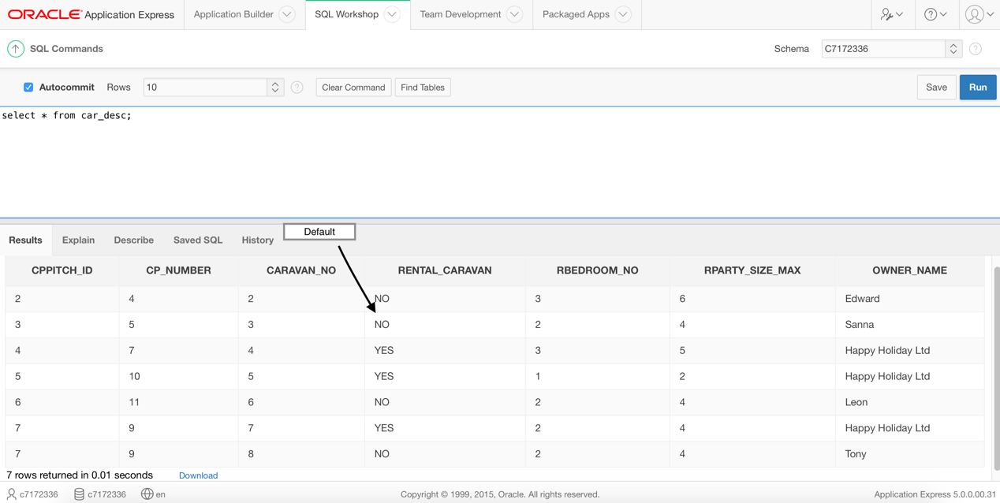 ORACLE Application Express Application Builder SQL Workshop Team Development Packaged Apps
SQL Commands Schema C7172336
Autocommit Rows 10 Clear Command Find Tables Save Run
select * from car_desc;
Results Explain Describe Saved SQL History Default
CPPITCH_ID CP_NUMBER CARAVAN_NO RENTAL_CARAVAN RBEDROOM_NO RPARTY_SIZE_MAX OWNER_NAME
2 4 2 NO 3 6 Edward
3 5 3 NO 2 4 Sanna
4 7 4 YES 3 5 Happy Holiday Ltd
5 10 5 YES 1 2 Happy Holiday Ltd
6 11 6 NO 2 4 Leon
7 9 7 YES 2 4 Happy Holiday Ltd
7 9 8 NO 2 4 Tony
7 rows returned in 0.01 seconds Download
c7172336 c7172336 en Copyright © 1999, 2015, Oracle. All rights reserved. Application Express 5.0.0.00.31